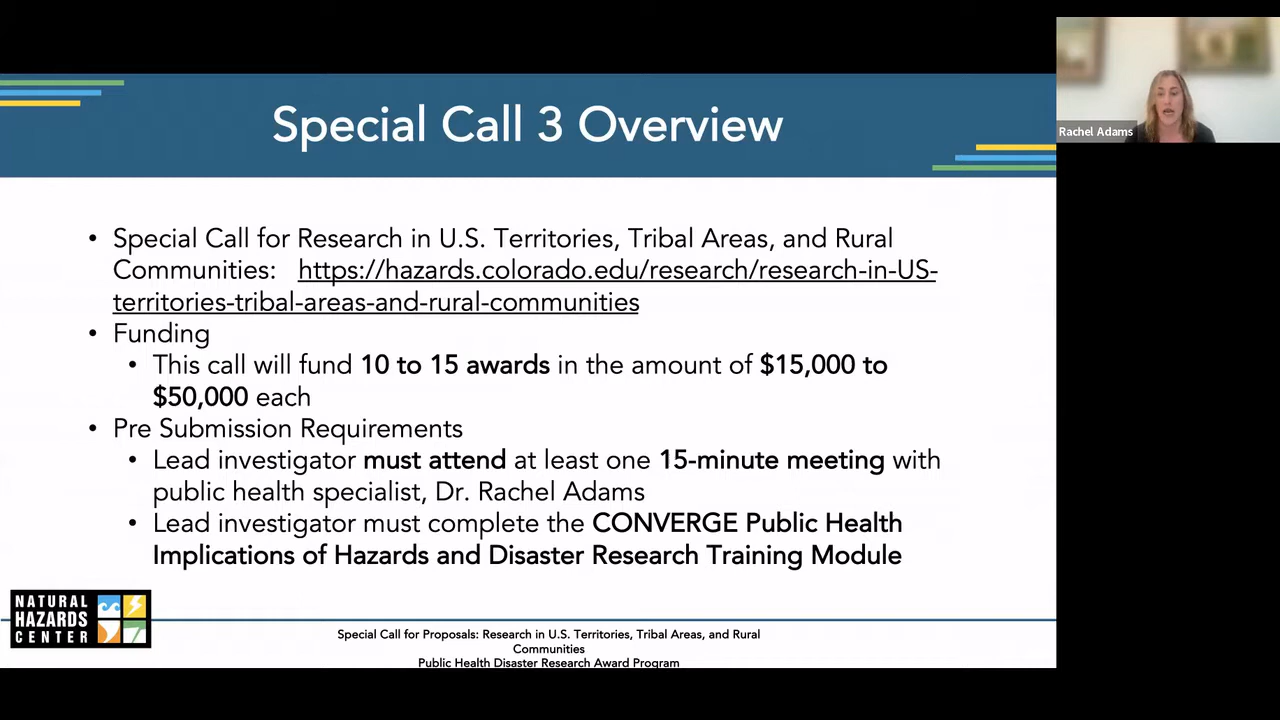 Special Call 3 Overview
Rachel Adams
• Special Call for Research in U.S. Territories, Tribal Areas, and Rural
Communities: https://hazards.colorado.edu/research/research-in-US-
territories-tribal-areas-and-rural-communities
• Funding
• This call will fund 10 to 15 awards in the amount of $15,000 to
$50,000 each
• Pre Submission Requirements
• Lead investigator must attend at least one 15-minute meeting with
public health specialist, Dr. Rachel Adams
• Lead investigator must complete the CONVERGE Public Health
Implications of Hazards and Disaster Research Training Module
NATURAL
HAZARDS
CENTER
Special Call for Proposals: Research in U.S. Territories, Tribal Areas, and Rural
Communities
Public Health Disaster Research Award Program